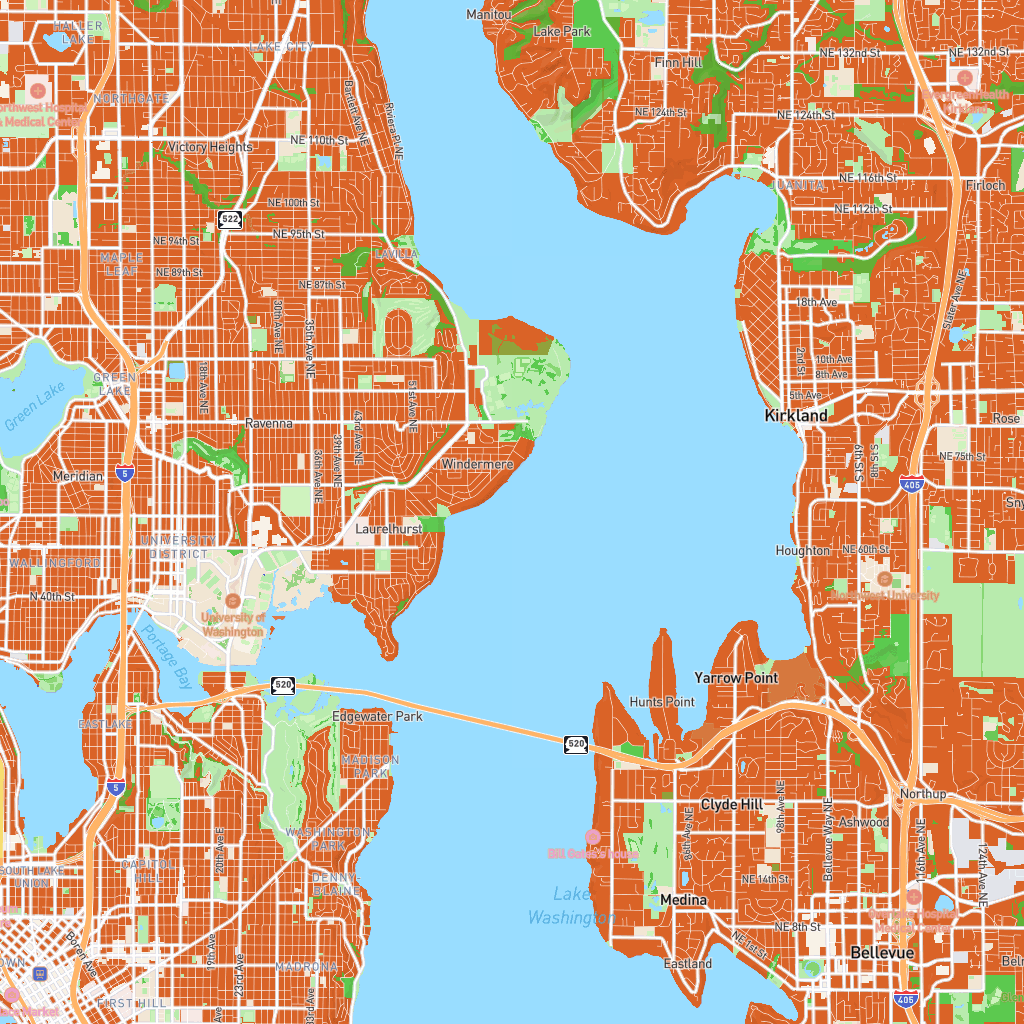 Manitou
HALLER
LAKE
LAKE CITY
Lake Park
Finn Hill
NE 132nd St
NE 132nd St
NORTHGATE
Northwest Hospital
& Medical Center
Bartlett Ave NE
Riviera Pl NE
NE 124th St
NE 124th St
Victory Heights
NE 110th St
NE 116th St
JUANITA
Firloch
NE 100th St
NE 112th St
522
NE 95th St
NE 94th St
MAPLE
LEAF
LAVILLA
NE 89th St
NE 87th St
30th Ave NE
35th Ave NE
18th Ave
Slater Ave NE
2nd St
10th Ave
8th Ave
5th Ave
Green Lake
GREEN
LAKE
18th Ave NE
51st Ave NE
43rd Ave NE
39th Ave NE
36th Ave NE
Ravenna
Kirkland
Rose
6th St S
8th St S
NE 75th St
Windermere
Meridian
5
405
Laurelhurst
UNIVERSITY
DISTRICT
WALLINGFORD
Houghton
NE 60th St
N 40th St
University of
Washington
Northwest University
Portage Bay
520
Yarrow Point
Hunts Point
Edgewater Park
EASTLAKE
520
MADISON
PARK
5
Northup
Clyde Hill
Ashwood
98th Ave NE
86th Ave NE
Bellevue Way NE
116th Ave NE
124th Ave NE
WASHINGTON
PARK
20th Ave E
Bill Gates's house
CAPITOL
HILL
SOUTH LAKE
UNION
DENNY-
BLAINE
NE 14th St
Lake
Washington
Medina
Overlake Hospital
Medical Center
NE 8th St
NE 1st St
Bellevue
Boren Ave
19th Ave
23rd Ave
33rd Ave
MADRONA
Eastland
FIRST HILL
405